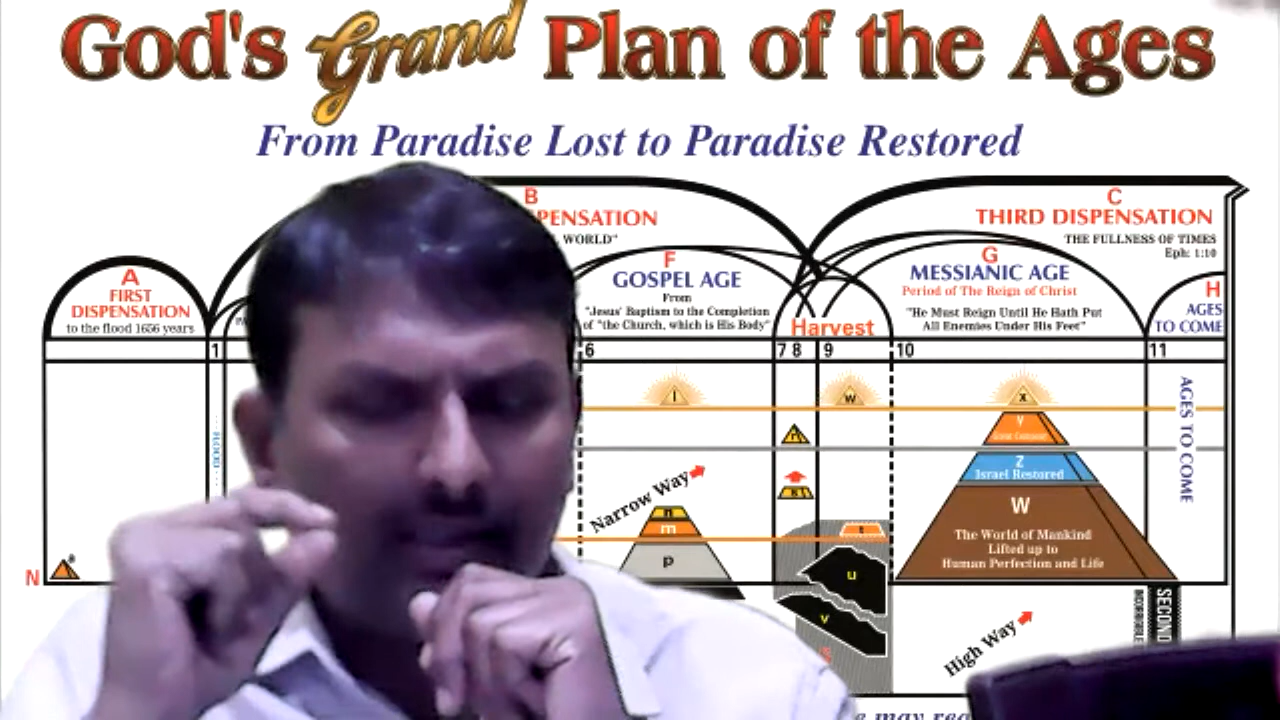 God's Grand Plan of the Ages
From Paradise Lost to Paradise Restored
A
FIRST
DISPENSATION
to the flood 1656 years
B
WORLD"
F
GOSPEL AGE
From
"Jesus' Baptism to the Completion
of "the Church, which is His Body"
Harvest
C
THIRD DISPENSATION
THE FULLNESS OF TIMES
Eph: 1:10
G
MESSIANIC AGE
Period of The Reign of Christ
"He Must Reign Until He Hath Put
All Enemies Under His Feet"
H
AGES
TO COME
1
6
7 8
9
10
11
FLOOD
l
w
x
n
m
p
Narrow Way
t
u
v
Y
Z
Israel Restored
W
The World of Mankind
Lifted up to
Human Perfection and Life
AGES TO COME
N
High Way
SECOND
may